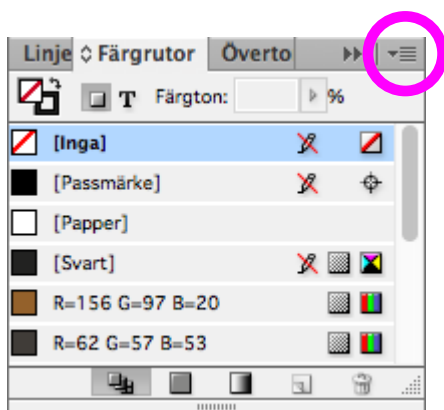 Linje Färgrutor Överto
T Färgton: %
[Inga]
[Passmärke]
[Papper]
[Svart]
R=156 G=97 B=20
R=62 G=57 B=53